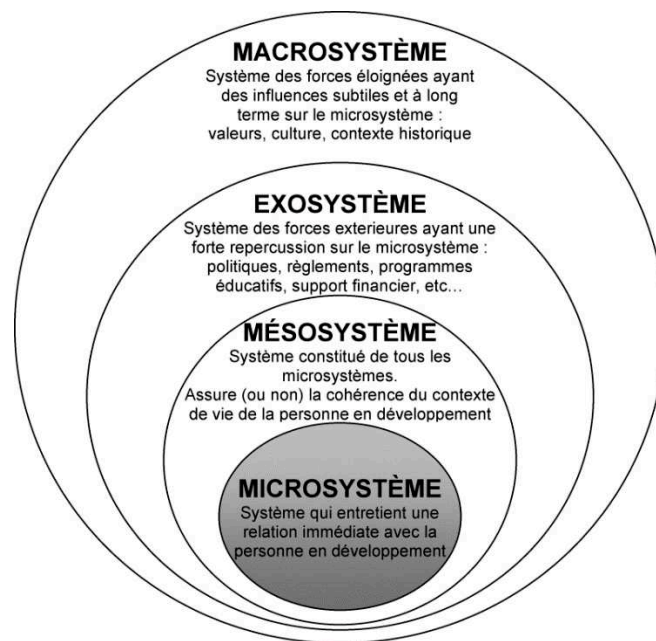 MACROSYSTÈME
Système des forces éloignées ayant
des influences subtiles et à long
terme sur le microsystème :
valeurs, culture, contexte historique
EXOSYSTÈME
Système des forces exterieures ayant une
forte repercussion sur le microsystème :
politiques, règlements, programmes
éducatifs, support financier, etc...
MÉSOSYSTÈME
Système constitué de tous les
microsystèmes.
Assure (ou non) la cohérence du contexte
de vie de la personne en développement
MICROSYSTÈME
Système qui entretient une
relation immédiate avec la
personne en développement